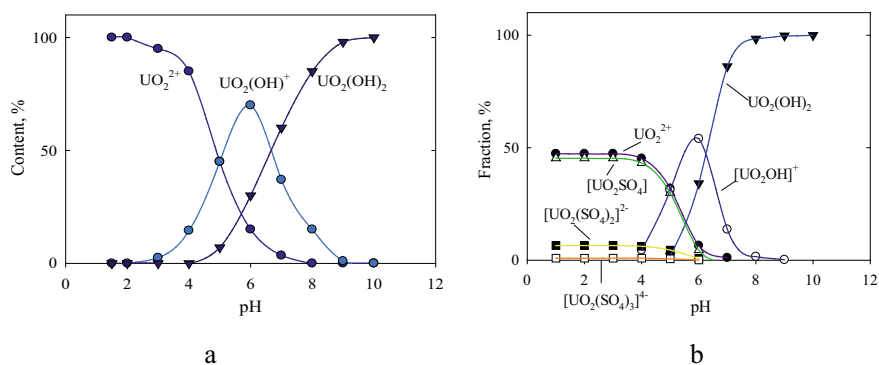 Content, %
100
50
0
0 2 4 6 8 10 12
pH
UO₂²⁺
UO₂(OH)⁺
UO₂(OH)₂
a
Fraction, %
100
50
0
0 2 4 6 8 10 12
pH
UO₂(OH)₂
UO₂²⁺
[UO₂SO₄]
[UO₂OH]⁺
[UO₂(SO₄)₂]²⁻
[UO₂(SO₄)₃]⁴⁻
b